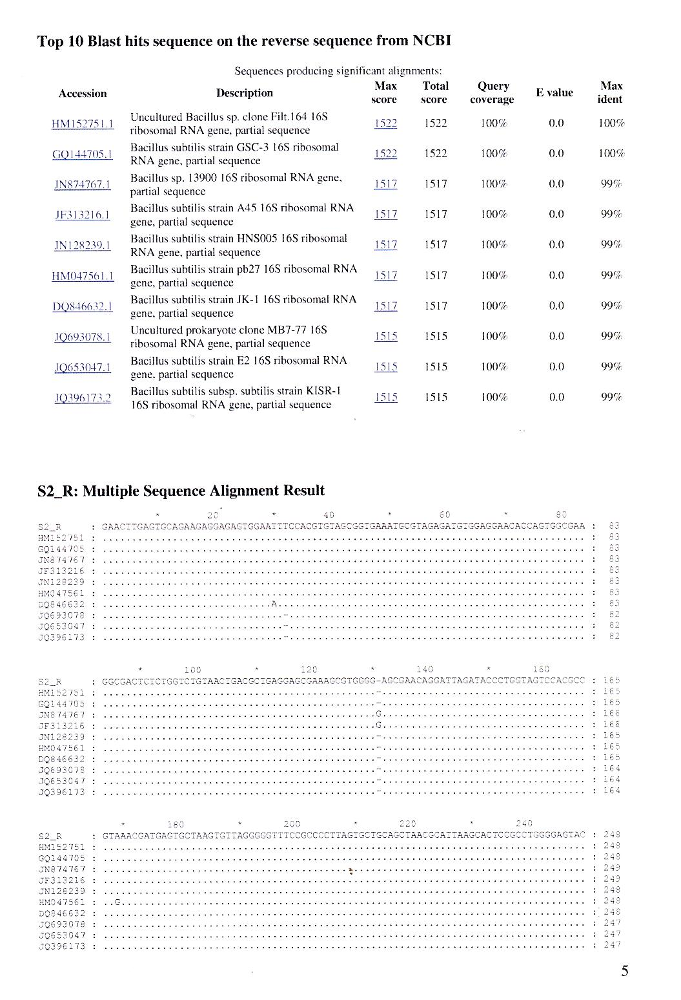 Top 10 Blast hits sequence on the reverse sequence from NCBI
Sequences producing significant alignments:
Accession Description Max score Total score Query coverage E value Max ident
HM152751.1 Uncultured Bacillus sp. clone Filt.164 16S ribosomal RNA gene, partial sequence 1522 1522 100% 0.0 100%
GQ144705.1 Bacillus subtilis strain GSC-3 16S ribosomal RNA gene, partial sequence 1522 1522 100% 0.0 100%
JN874767.1 Bacillus sp. 13900 16S ribosomal RNA gene, partial sequence 1517 1517 100% 0.0 99%
JF313216.1 Bacillus subtilis strain A45 16S ribosomal RNA gene, partial sequence 1517 1517 100% 0.0 99%
JN128239.1 Bacillus subtilis strain HNS005 16S ribosomal RNA gene, partial sequence 1517 1517 100% 0.0 99%
HM047561.1 Bacillus subtilis strain pb27 16S ribosomal RNA gene, partial sequence 1517 1517 100% 0.0 99%
DQ846632.1 Bacillus subtilis strain JK-1 16S ribosomal RNA gene, partial sequence 1517 1517 100% 0.0 99%
JQ693078.1 Uncultured prokaryote clone MB7-77 16S ribosomal RNA gene, partial sequence 1515 1515 100% 0.0 99%
JQ653047.1 Bacillus subtilis strain E2 16S ribosomal RNA gene, partial sequence 1515 1515 100% 0.0 99%
JQ396173.2 Bacillus subtilis subsp. subtilis strain KISR-1 16S ribosomal RNA gene, partial sequence 1515 1515 100% 0.0 99%
S2_R: Multiple Sequence Alignment Result
* 20 * 40 * 60 * 80
S2_R : GAACTTGAGTGCAGAAGAGGAGAGTGGAATTTCCACGTGTAGCGGTGAAATGCGTAGAGATGTGGAGGAACACCAGTGGCGAA : 83
HM152751 : ................................................................................... : 83
GQ144705 : ................................................................................... : 83
JN874767 : ................................................................................... : 83
JF313216 : ................................................................................... : 83
JN128239 : ................................................................................... : 83
HM047561 : ................................................................................... : 83
DQ846632 : .............................A..................................................... : 83
JQ693078 : ...............................-................................................... : 82
JQ653047 : ...............................-................................................... : 82
JQ396173 : ...............................-................................................... : 82
* 100 * 120 * 140 * 160
S2_R : GGCGACTCTCTGGTCTGTAACTGACGCTGAGGAGCGAAAGCGTGGGG-AGCGAACAGGATTAGATACCCTGGTAGTCCACGCC : 165
HM152751 : ...............................................-................................... : 165
GQ144705 : ...............................................-................................... : 165
JN874767 : ...............................................G................................... : 166
JF313216 : ...............................................G................................... : 166
JN128239 : ...............................................-................................... : 165
HM047561 : ...............................................-................................... : 165
DQ846632 : ...............................................-................................... : 165
JQ693078 : ...............................................-................................... : 164
JQ653047 : ...............................................-................................... : 164
JQ396173 : ...............................................-................................... : 164
* 180 * 200 * 220 * 240
S2_R : GTAAACGATGAGTGCTAAGTGTTAGGGGGTTTCCGCCCCTTAGTGCTGCAGCTAACGCATTAAGCACTCCGCCTGGGGAGTAC : 248
HM152751 : ................................................................................... : 248
GQ144705 : ................................................................................... : 248
JN874767 : ................................................................................... : 249
JF313216 : ................................................................................... : 249
JN128239 : ................................................................................... : 248
HM047561 : ..G................................................................................ : 248
DQ846632 : ................................................................................... : 248
JQ693078 : ................................................................................... : 247
JQ653047 : ................................................................................... : 247
JQ396173 : ................................................................................... : 247
5